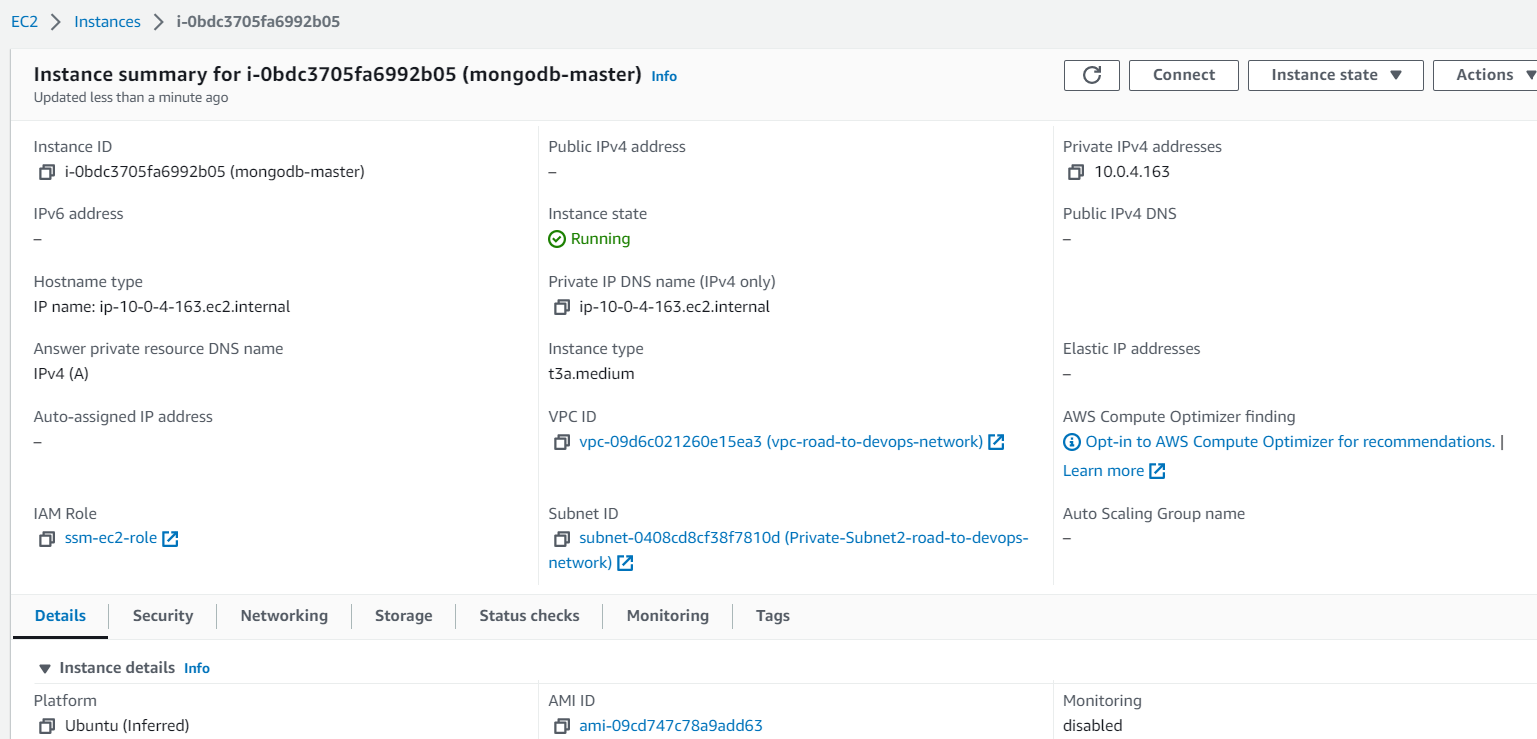 EC2 > Instances > i-0bdc3705fa6992b05
Instance summary for i-0bdc3705fa6992b05 (mongodb-master) Info
Updated less than a minute ago
Connect
Instance state
Actions
Instance ID
i-0bdc3705fa6992b05 (mongodb-master)
Public IPv4 address
–
Private IPv4 addresses
10.0.4.163
IPv6 address
–
Instance state
Running
Public IPv4 DNS
–
Hostname type
IP name: ip-10-0-4-163.ec2.internal
Private IP DNS name (IPv4 only)
ip-10-0-4-163.ec2.internal
Answer private resource DNS name
IPv4 (A)
Instance type
t3a.medium
Elastic IP addresses
–
Auto-assigned IP address
–
VPC ID
vpc-09d6c021260e15ea3 (vpc-road-to-devops-network)
AWS Compute Optimizer finding
Opt-in to AWS Compute Optimizer for recommendations. |
Learn more
IAM Role
ssm-ec2-role
Subnet ID
subnet-0408cd8cf38f7810d (Private-Subnet2-road-to-devops-
network)
Auto Scaling Group name
–
Details
Security
Networking
Storage
Status checks
Monitoring
Tags
Instance details Info
Platform
Ubuntu (Inferred)
AMI ID
ami-09cd747c78a9add63
Monitoring
disabled